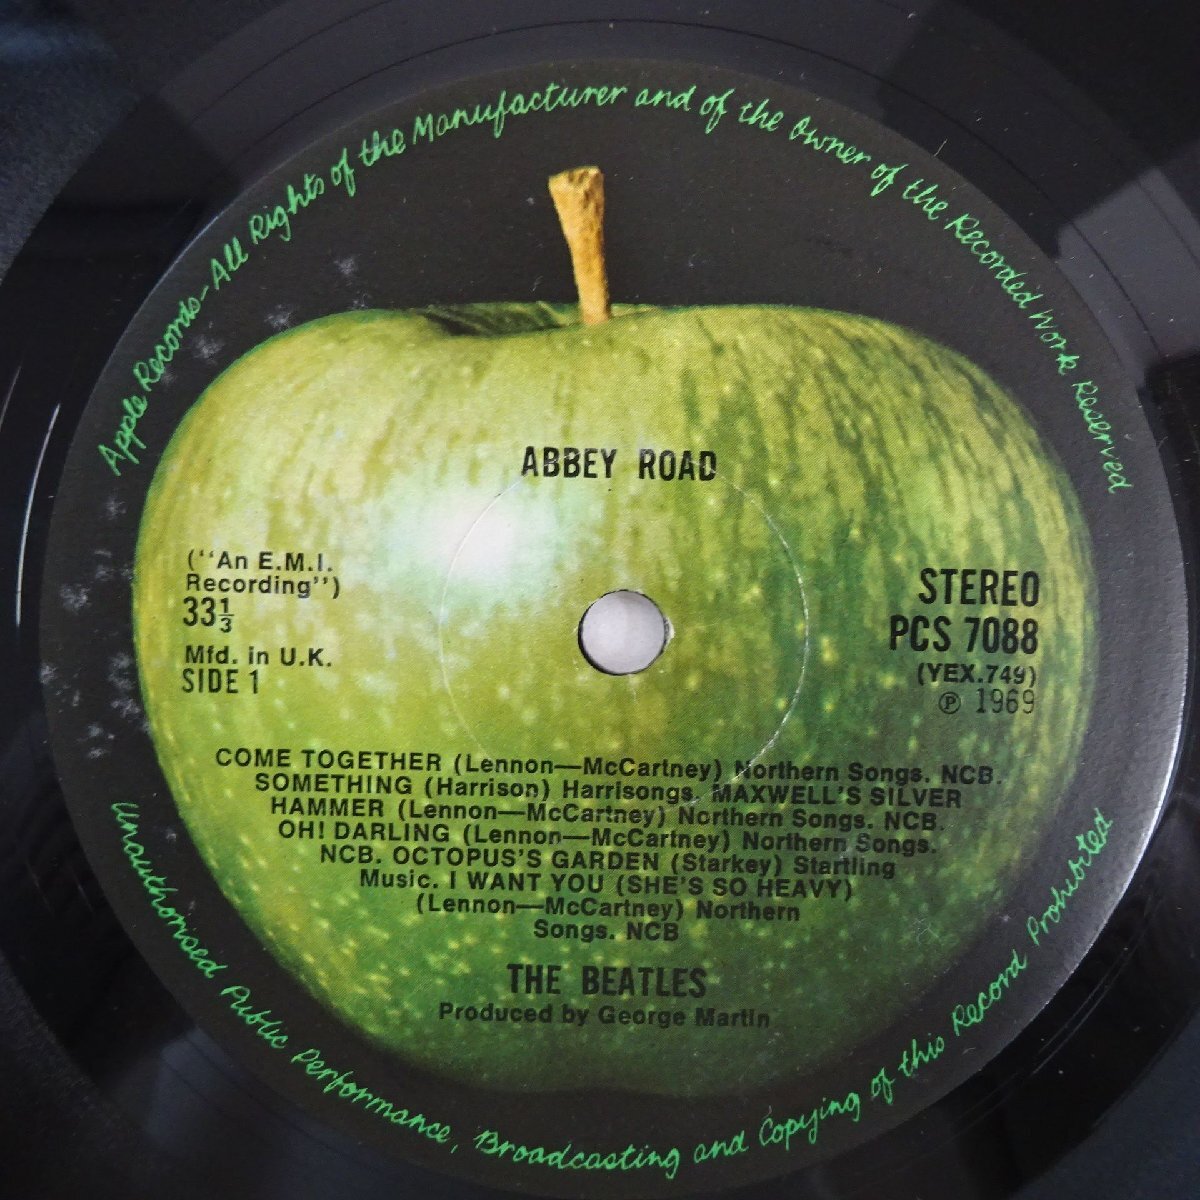 Apple Records–All Rights of the Manufacturer and of the Owner of the Recorded Work Reserved
ABBEY ROAD
(“An E.M.I.
Recording”)
33⅓
Mfd. in U.K.
SIDE 1
STEREO
PCS 7088
(YEX.749)
℗ 1969
COME TOGETHER (Lennon—McCartney) Northern Songs. NCB.
SOMETHING (Harrison) Harrisongs. MAXWELL'S SILVER
HAMMER (Lennon—McCartney) Northern Songs. NCB.
OH! DARLING (Lennon—McCartney) Northern Songs.
NCB. OCTOPUS'S GARDEN (Starkey) Startling
Music. I WANT YOU (SHE'S SO HEAVY)
(Lennon—McCartney) Northern
Songs. NCB
THE BEATLES
Produced by George Martin
Unauthorised Public Performance, Broadcasting and Copying of this Record Prohibited